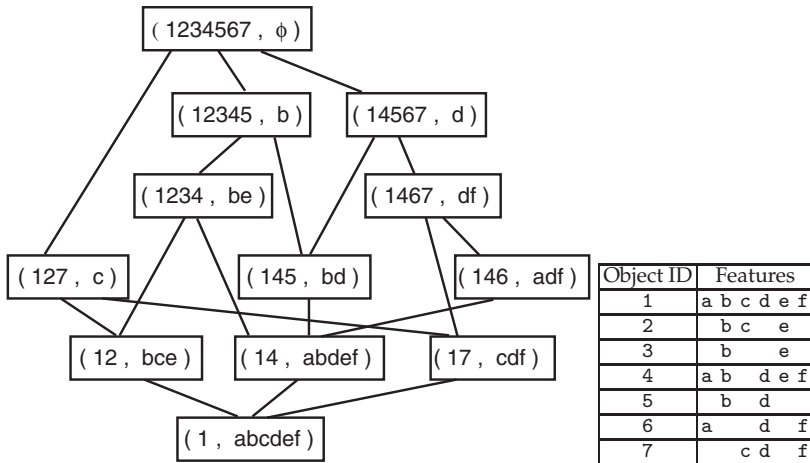 ( 1234567 , ϕ )
( 12345 , b )
( 14567 , d )
( 1234 , be )
( 1467 , df )
( 127 , c )
( 145 , bd )
( 146 , adf )
( 12 , bce )
( 14 , abdef )
( 17 , cdf )
( 1 , abcdef )
Object ID Features
1 a b c d e f
2 b c e
3 b e
4 a b d e f
5 b d
6 a d f
7 c d f